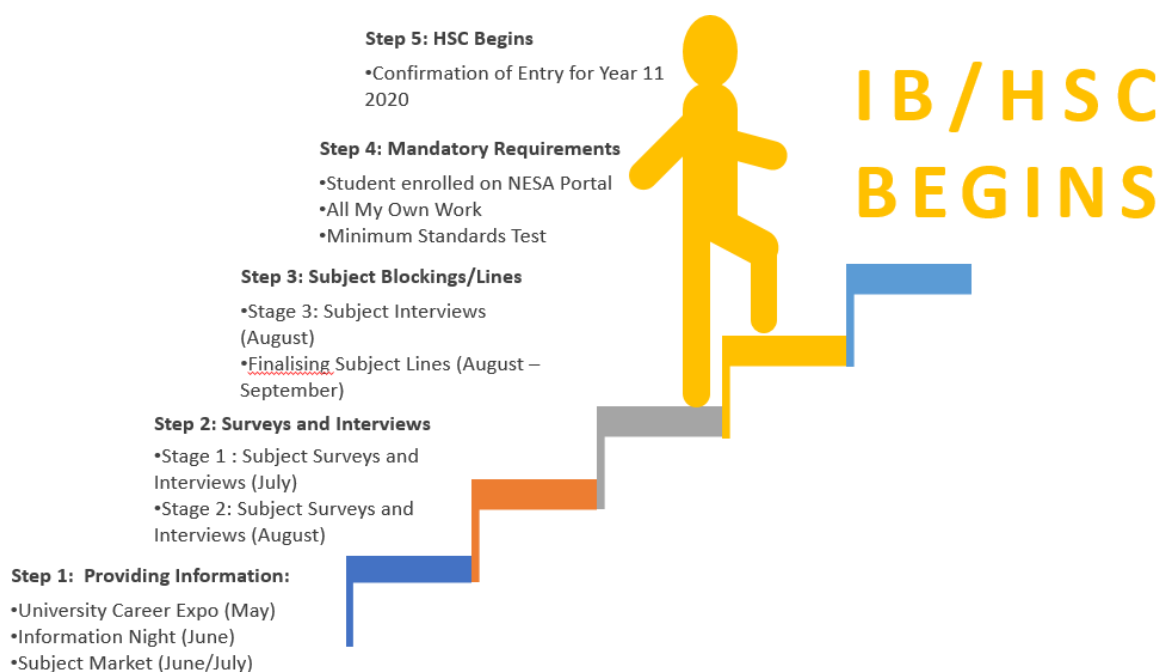 Step 5: HSC Begins
•Confirmation of Entry for Year 11
2020
IB/HSC
BEGINS
Step 4: Mandatory Requirements
•Student enrolled on NESA Portal
•All My Own Work
•Minimum Standards Test
Step 3: Subject Blockings/Lines
•Stage 3: Subject Interviews
(August)
•Finalising Subject Lines (August –
September)
Step 2: Surveys and Interviews
•Stage 1 : Subject Surveys and
Interviews (July)
•Stage 2: Subject Surveys and
Interviews (August)
Step 1:  Providing Information:
•University Career Expo (May)
•Information Night (June)
•Subject Market (June/July)